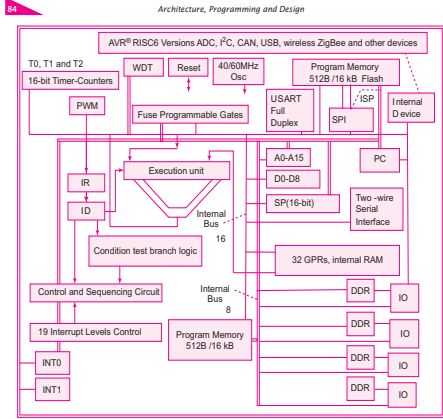 84
Architecture, Programming and Design
AVR® RISC6 Versions ADC, I²C, CAN, USB, wireless ZigBee and other devices
T0, T1 and T2
16-bit Timer-Counters
WDT
Reset
40/60MHz
Osc
Program Memory
512B /16 kB Flash
ISP
Internal
Device
PWM
Fuse Programmable Gates
USART
Full
Duplex
SPI
A0-A15
PC
Execution unit
D0-D8
IR
ID
SP(16-bit)
Two -wire
Serial
Interface
Internal
Bus
16
Condition test branch logic
32 GPRs, internal RAM
Control and Sequencing Circuit
Internal
Bus
8
DDR
IO
19 Interrupt Levels Control
Program Memory
512B /16 kB
DDR
IO
INT0
DDR
IO
INT1
DDR
IO